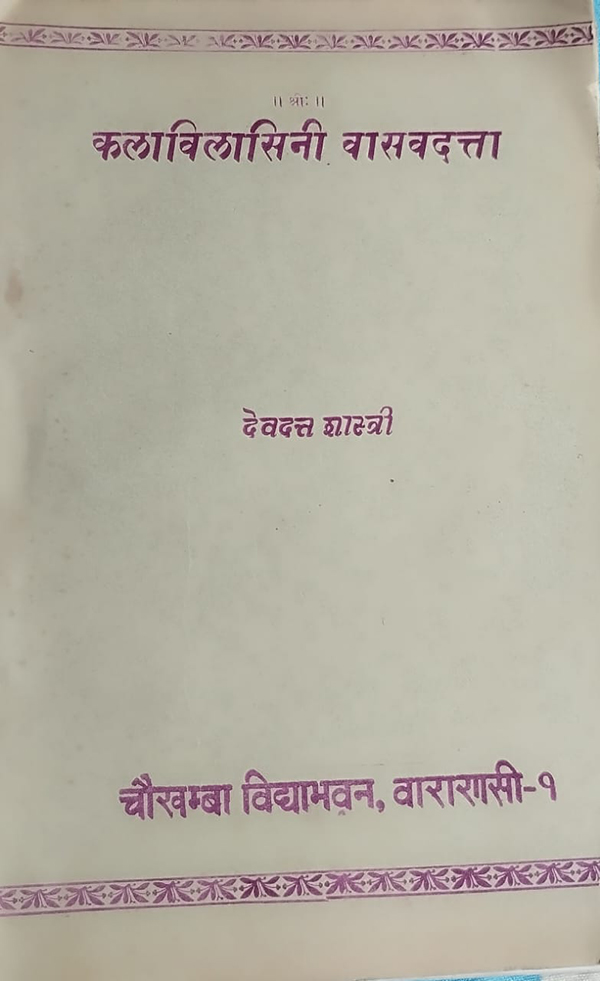 ॥ श्रीः ॥
कलाविलासिनी वासवदत्ता
देवदत्त शास्त्री
चौखम्बा विद्याभवन, वाराणसी-१